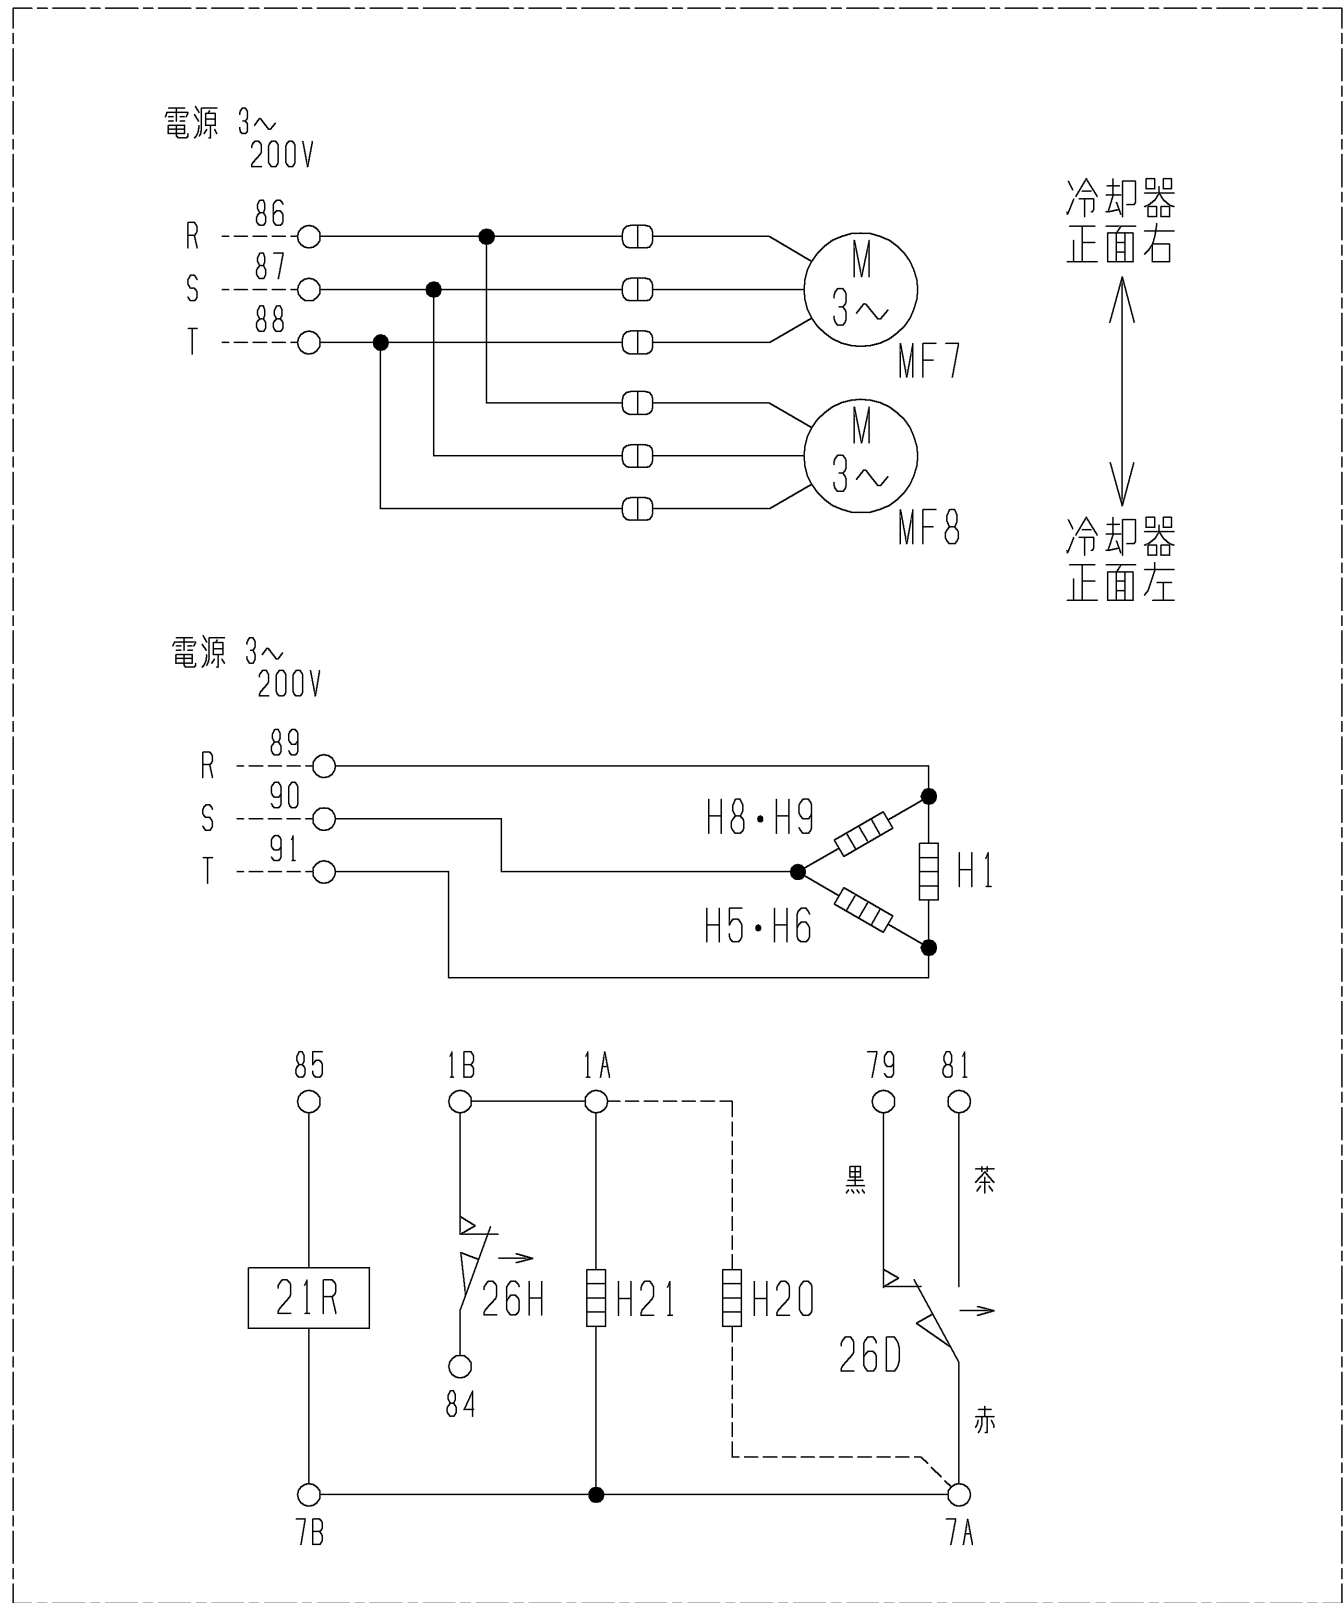 電源 3～
200V
R 86
S 87
T 88
M
3～
MF7
M
3～
MF8
冷却器
正面右
冷却器
正面左
電源 3～
200V
R 89
S 90
T 91
H8・H9
H1
H5・H6
85 1B 1A 79 81
黒 茶
21R 26H H21 H20 26D
84
赤
7B 7A